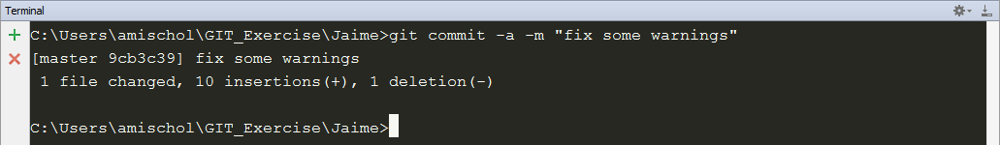 Terminal
C:\Users\amischol\GIT_Exercise\Jaime>git commit -a -m "fix some warnings"
[master 9cb3c39] fix some warnings
 1 file changed, 10 insertions(+), 1 deletion(-)
C:\Users\amischol\GIT_Exercise\Jaime>